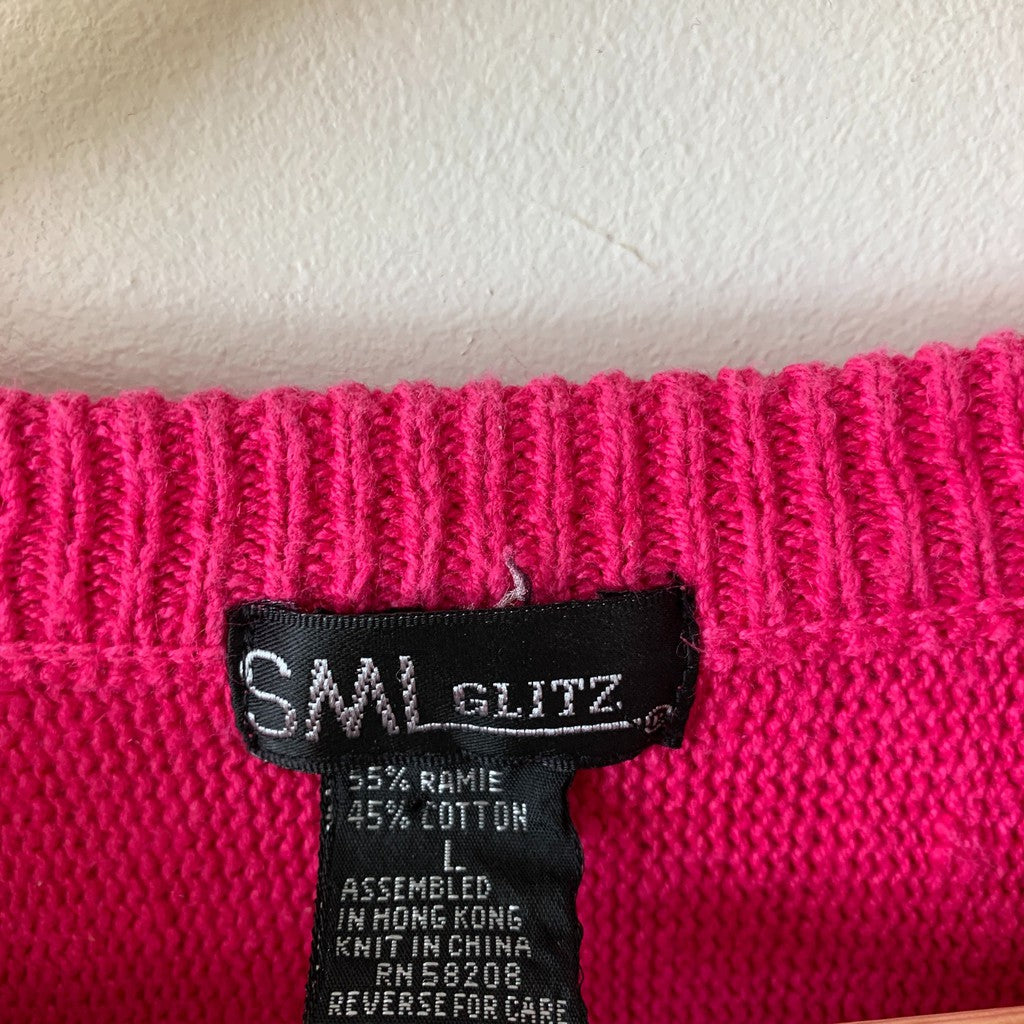 SML GLITZ ®
55% RAMIE
45% COTTON
L
ASSEMBLED
IN HONG KONG
KNIT IN CHINA
RN 58208
REVERSE FOR CARE